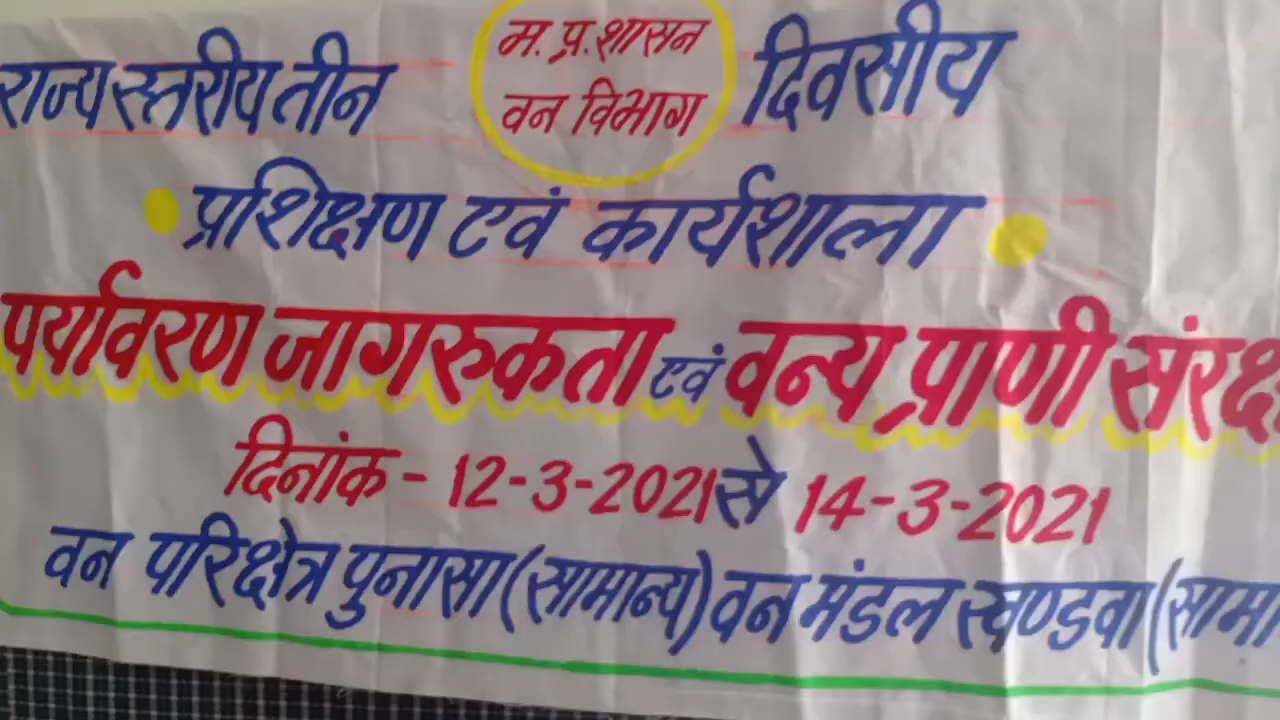 म.प्र.शासन
वन विभाग
राज्य स्तरीय तीन दिवसीय
प्रशिक्षण एवं कार्यशाला
पर्यावरण जागरुकता एवं वन्य प्राणी संरक्ष
दिनांक - 12-3-2021 से 14-3-2021
वन परिक्षेत्र पुनासा (सामान्य) वन मंडल खण्डवा (सामा